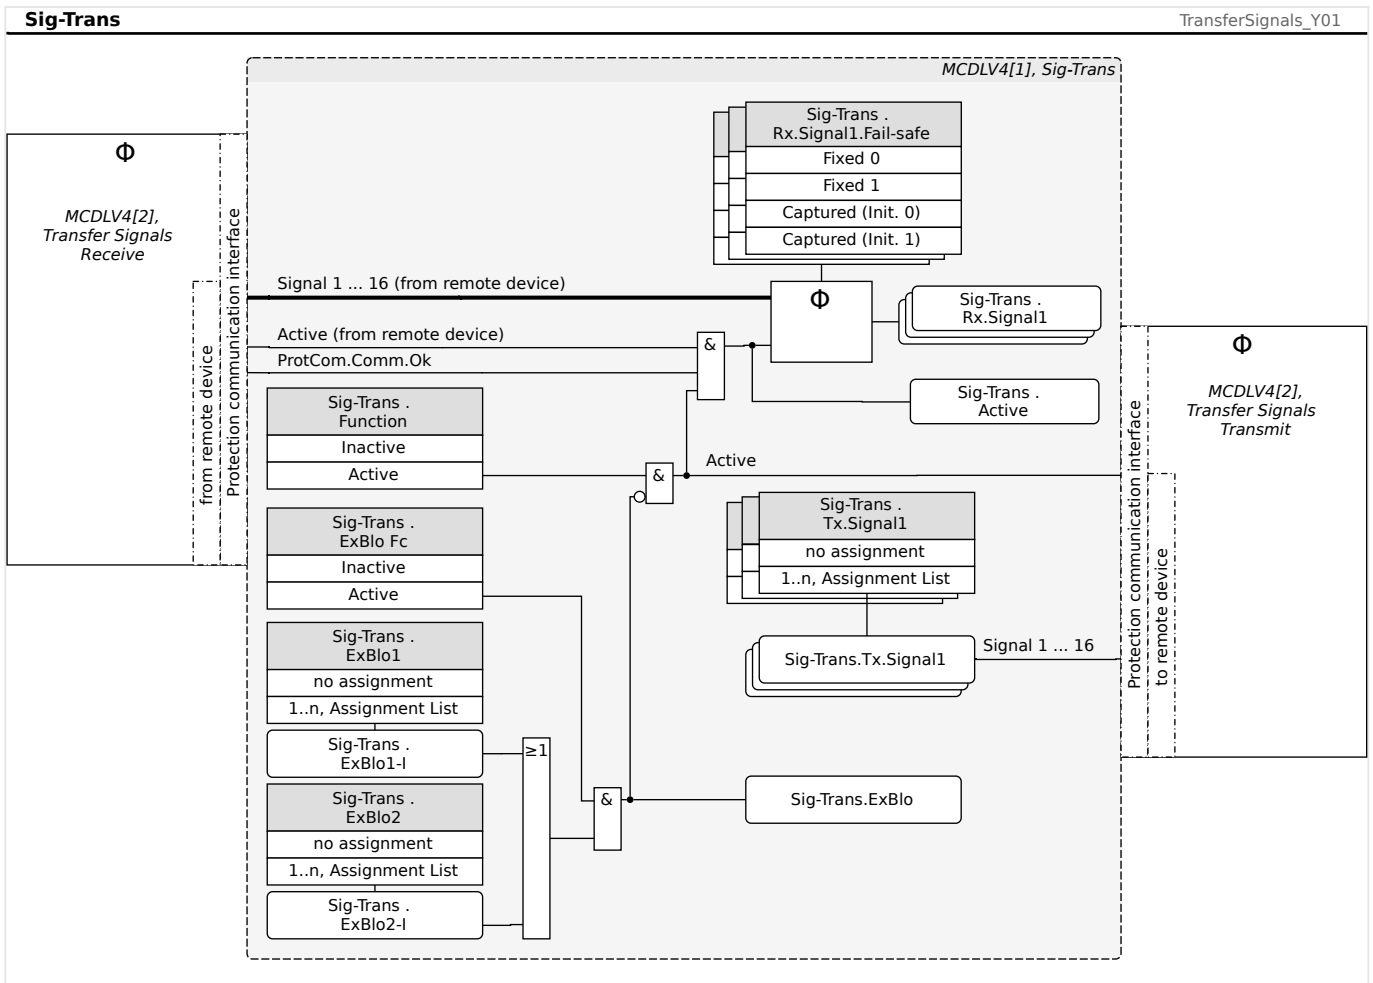 Sig-Trans
TransferSignals_Y01
MCDLV4[1], Sig-Trans
Φ
MCDLV4[2],
Transfer Signals
Receive
from remote device
Protection communication interface
Sig-Trans .
Rx.Signal1.Fail-safe
Fixed 0
Fixed 1
Captured (Init. 0)
Captured (Init. 1)
Signal 1 ... 16 (from remote device)
Φ
Sig-Trans .
Rx.Signal1
Active (from remote device)
ProtCom.Comm.Ok
&
Sig-Trans .
Active
Sig-Trans .
Function
Inactive
Active
&
Active
Sig-Trans .
ExBlo Fc
Inactive
Active
Sig-Trans .
Tx.Signal1
no assignment
1..n, Assignment List
Sig-Trans.Tx.Signal1
Signal 1 ... 16
Sig-Trans .
ExBlo1
no assignment
1..n, Assignment List
Sig-Trans .
ExBlo1-I
≥1
Sig-Trans .
ExBlo2
no assignment
1..n, Assignment List
Sig-Trans .
ExBlo2-I
&
Sig-Trans.ExBlo
Protection communication interface
to remote device
Φ
MCDLV4[2],
Transfer Signals
Transmit